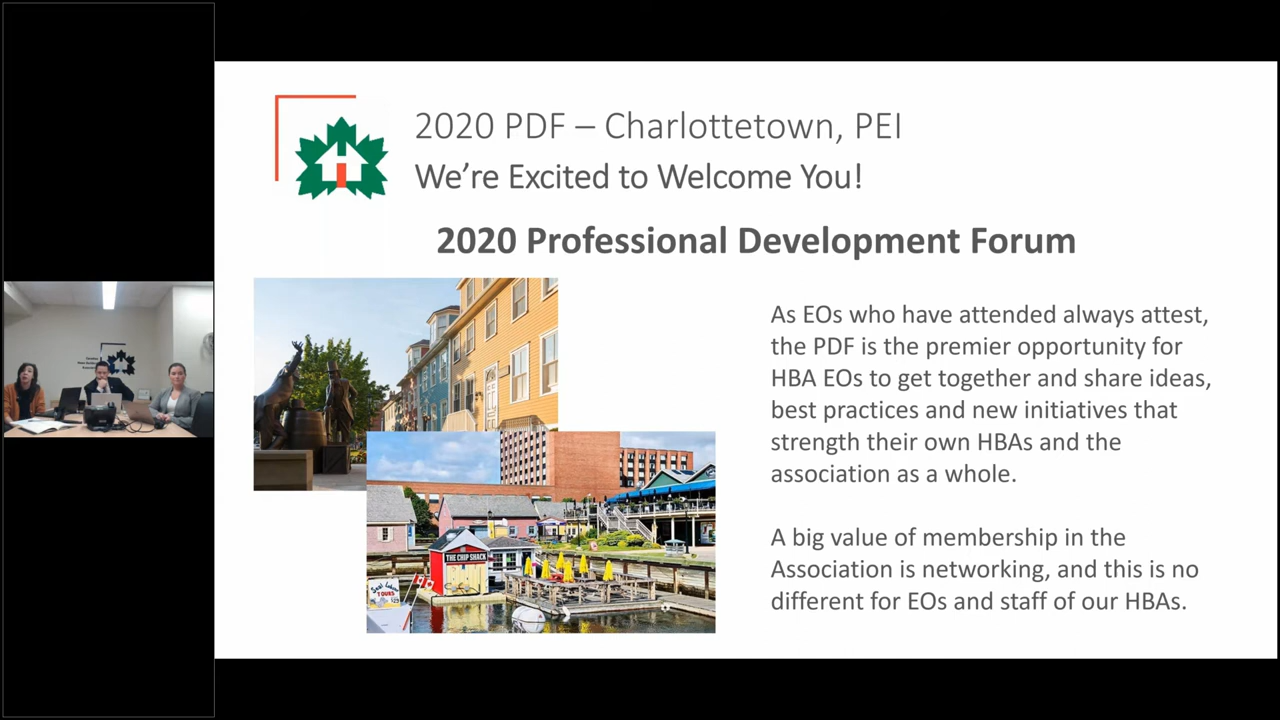 2020 PDF – Charlottetown, PEI
We’re Excited to Welcome You!
2020 Professional Development Forum
As EOs who have attended always attest,
the PDF is the premier opportunity for
HBA EOs to get together and share ideas,
best practices and new initiatives that
strength their own HBAs and the
association as a whole.
A big value of membership in the
Association is networking, and this is no
different for EOs and staff of our HBAs.
THE CHIP SHACK
TOURS